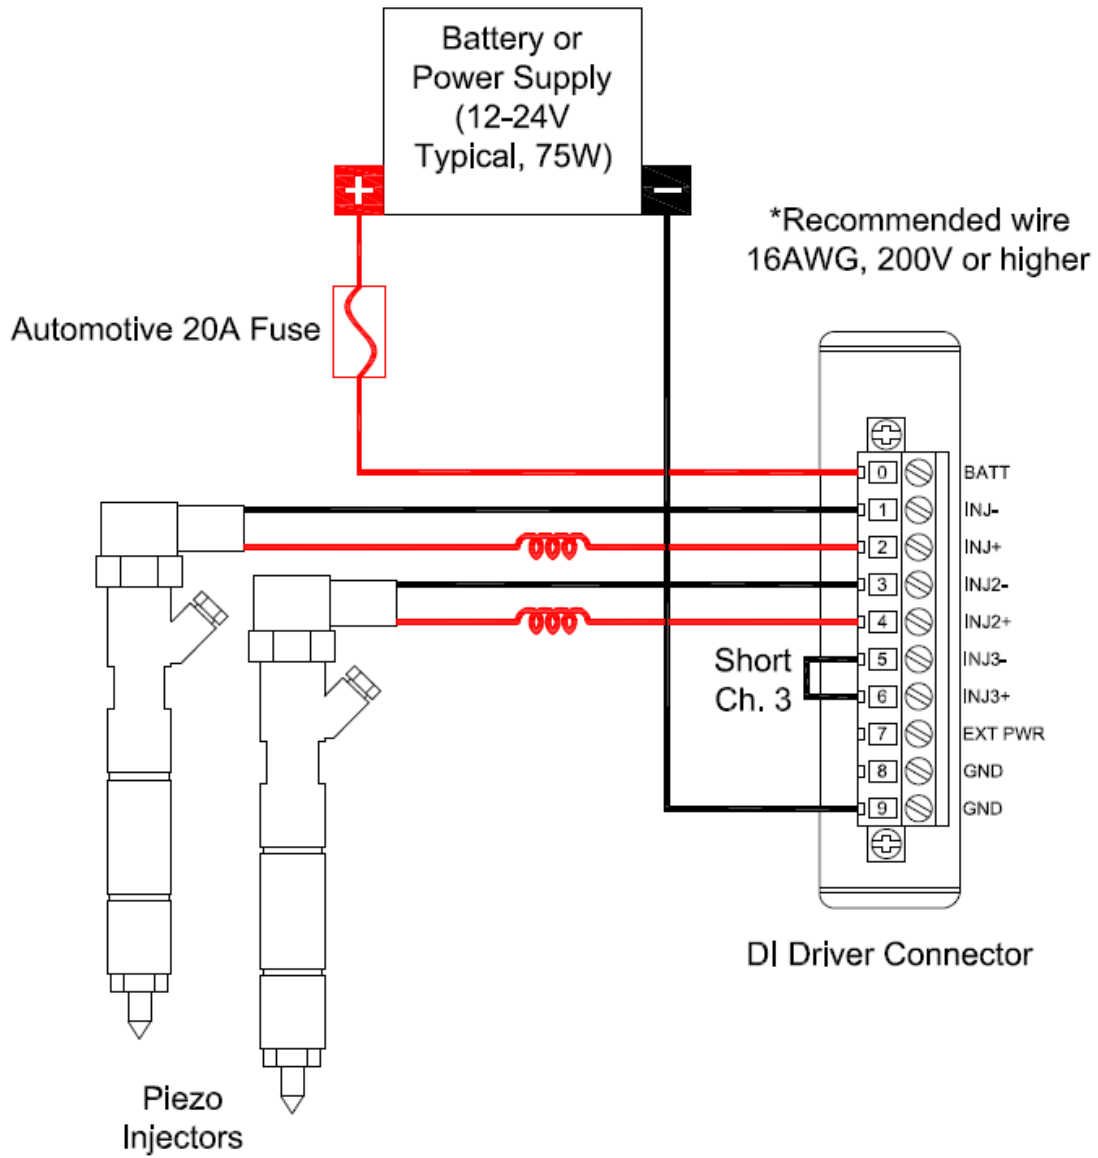 Battery or
Power Supply
(12-24V
Typical, 75W)
+
−
*Recommended wire
16AWG, 200V or higher
Automotive 20A Fuse
0 BATT
1 INJ-
2 INJ+
3 INJ2-
4 INJ2+
Short
Ch. 3
5 INJ3-
6 INJ3+
7 EXT PWR
8 GND
9 GND
DI Driver Connector
Piezo
Injectors